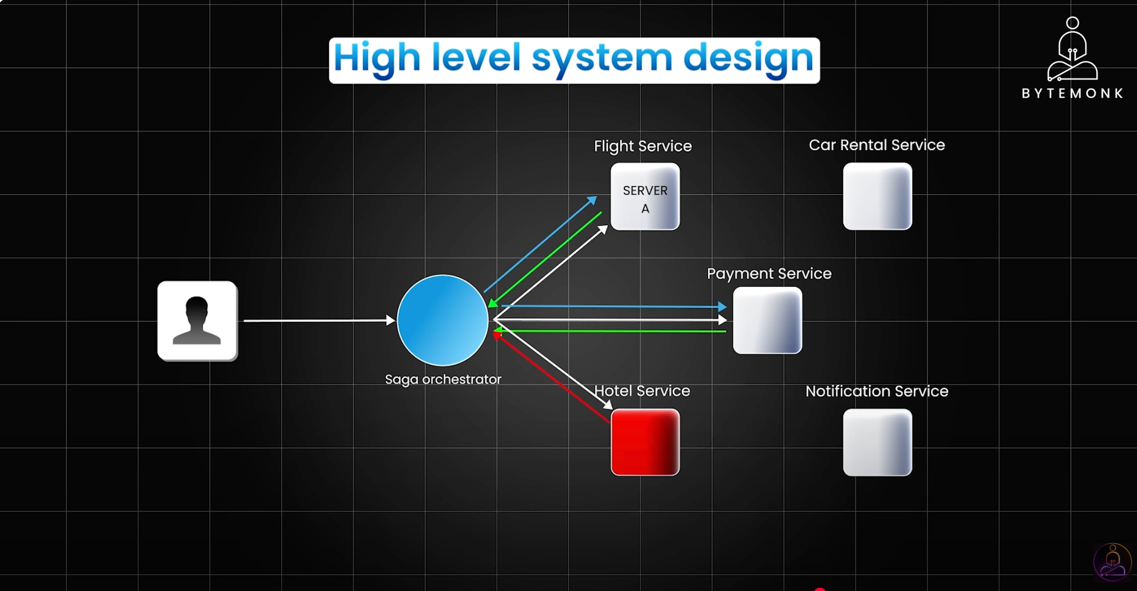 High level system design
BYTEMONK
Flight Service
Car Rental Service
SERVER
A
Payment Service
Saga orchestrator
Hotel Service
Notification Service